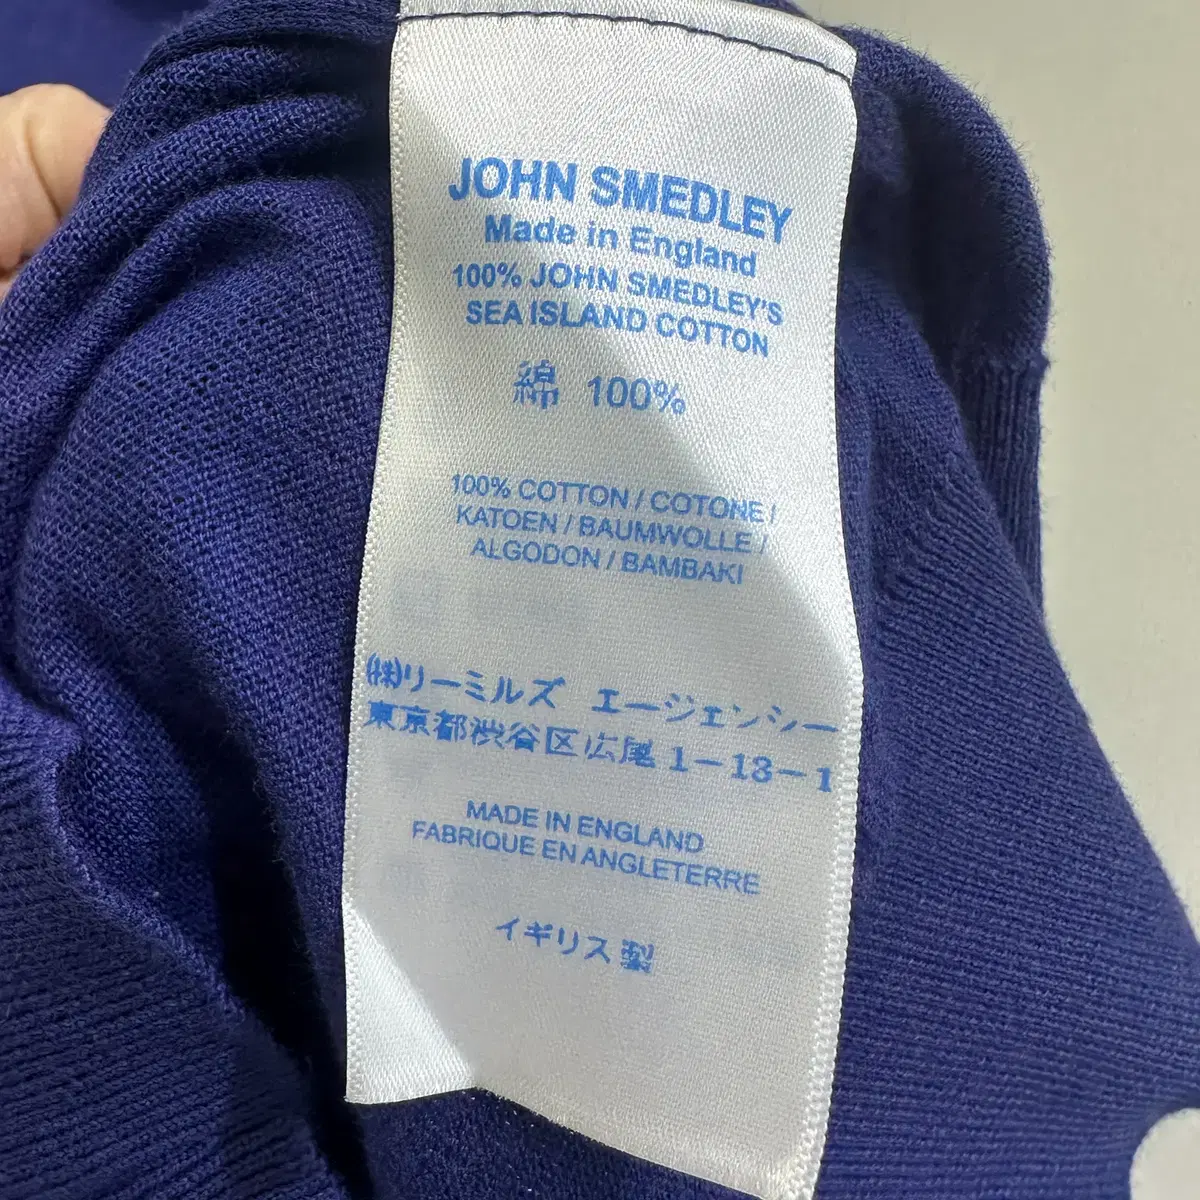 JOHN SMEDLEY
Made in England
100% JOHN SMEDLEY'S
SEA ISLAND COTTON
綿 100%
100% COTTON / COTONE /
KATOEN / BAUMWOLLE /
ALGODON / BAMBAKI
㈱リーミルズ エージェンシー
東京都渋谷区広尾1-13-1
MADE IN ENGLAND
FABRIQUE EN ANGLETERRE
イギリス製